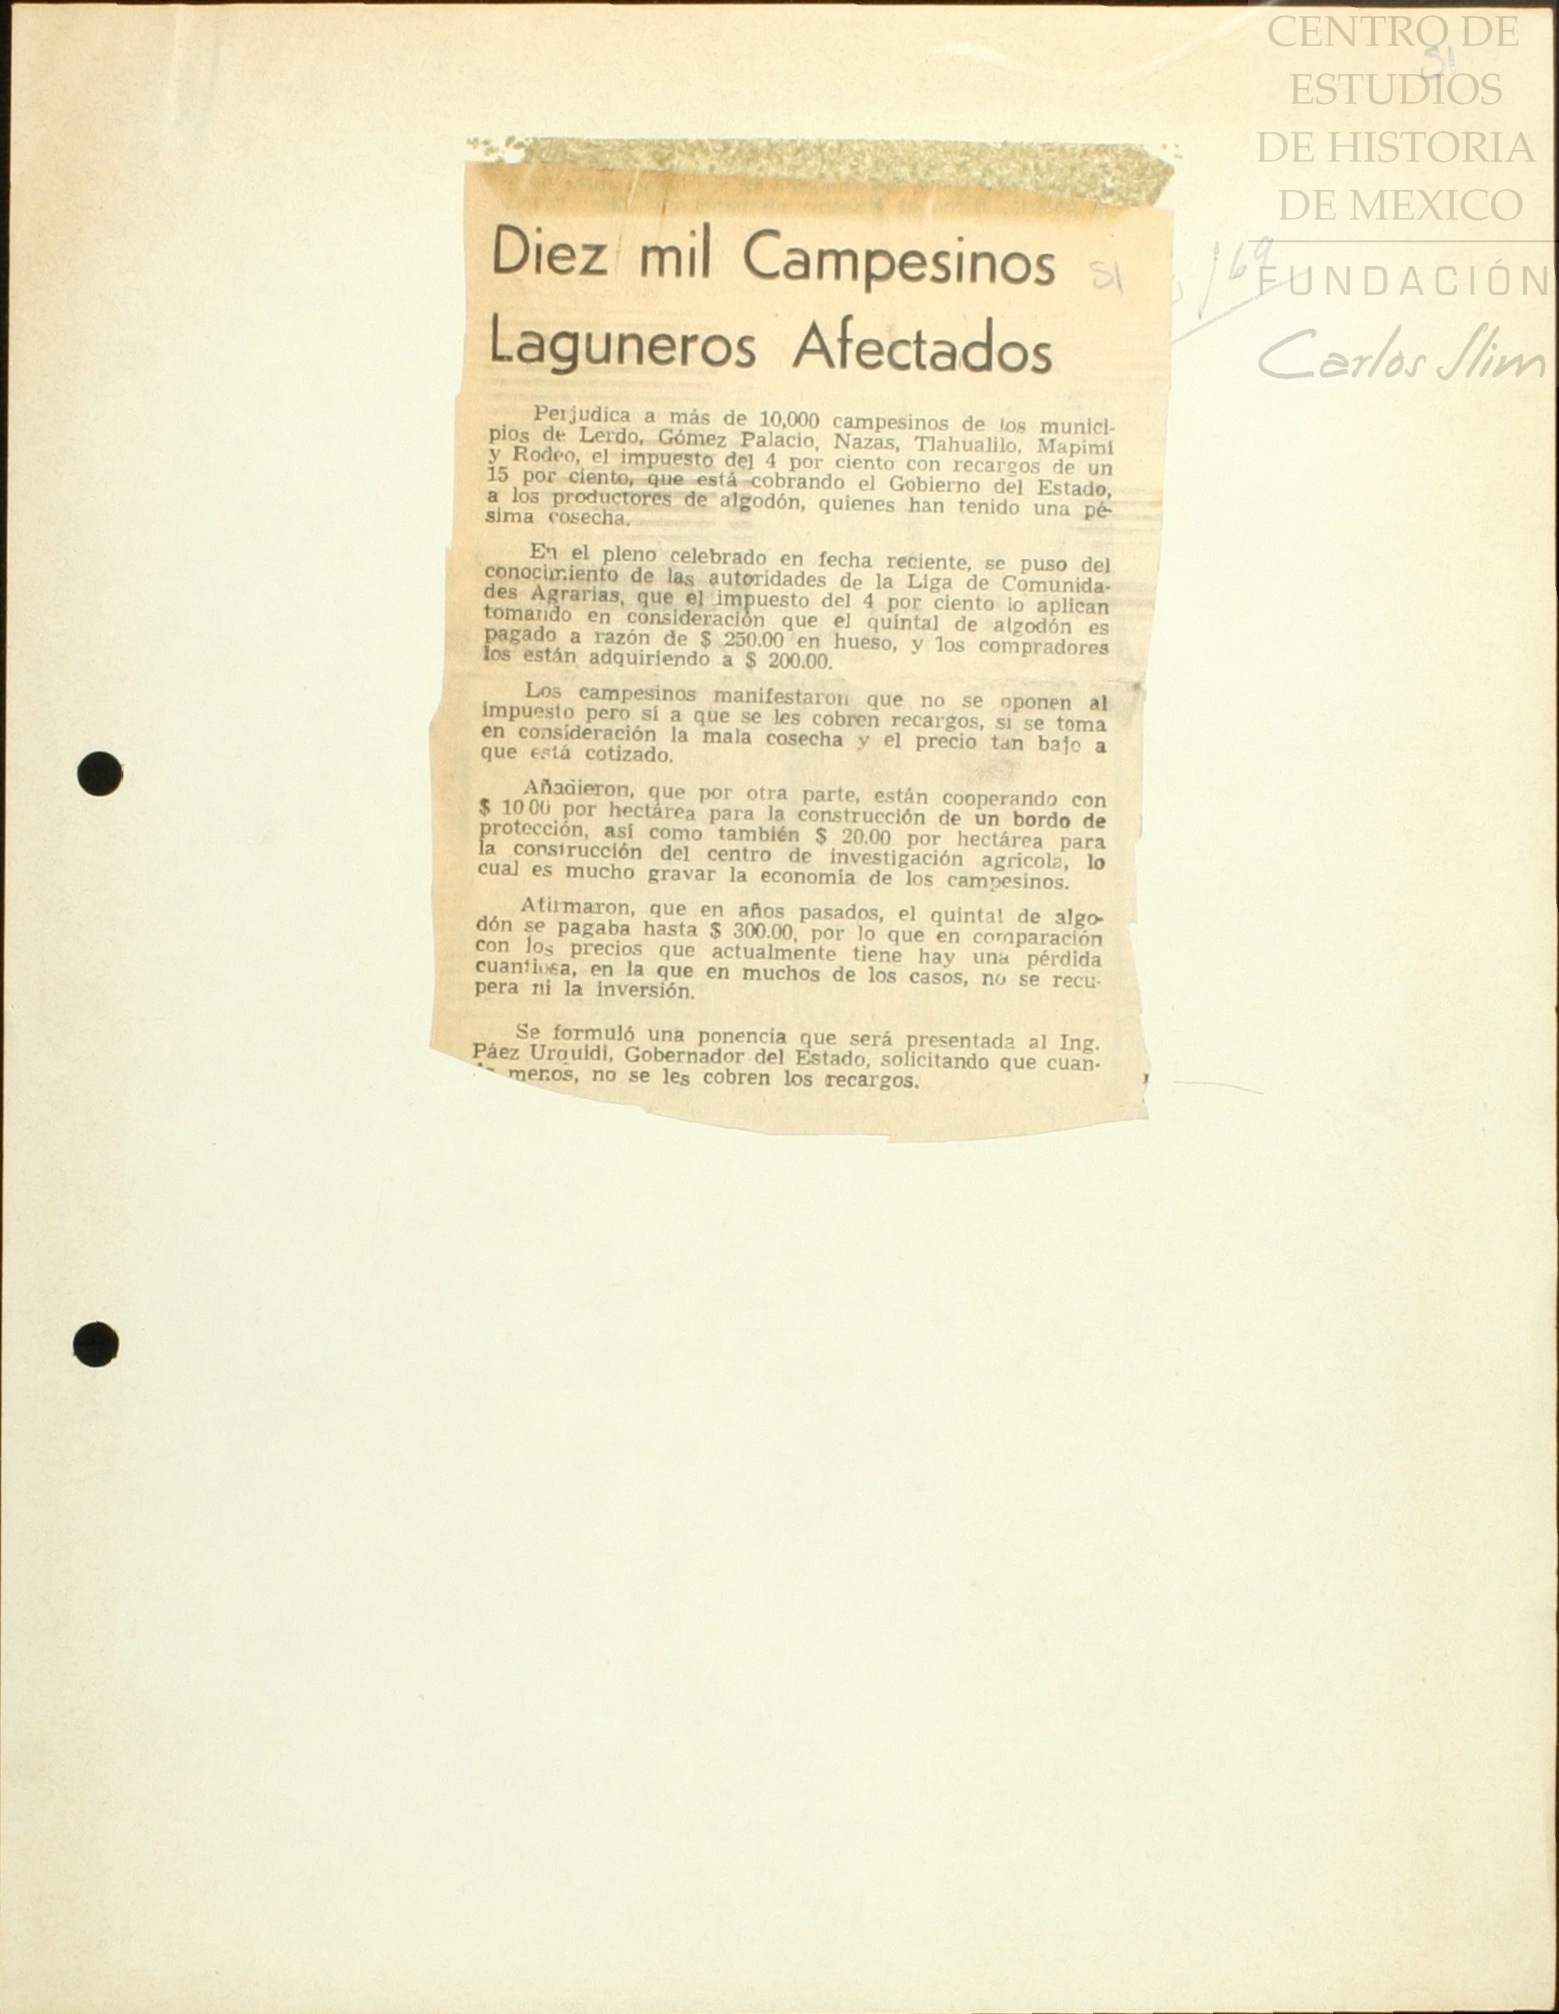 CENTRO DE
ESTUDIOS
DE HISTORIA
DE MEXICO
FUNDACIÓN
Carlos Slim
51
/69
Diez mil Campesinos 51
Laguneros Afectados
Perjudica a más de 10,000 campesinos de los munici-
pios de Lerdo, Gómez Palacio, Nazas, Tlahualilo, Mapimí
y Rodeo, el impuesto del 4 por ciento con recargos de un
15 por ciento, que está cobrando el Gobierno del Estado,
a los productores de algodón, quienes han tenido una pé-
sima cosecha.
En el pleno celebrado en fecha reciente, se puso del
conocimiento de las autoridades de la Liga de Comunida-
des Agrarias, que el impuesto del 4 por ciento lo aplican
tomando en consideración que el quintal de algodón es
pagado a razón de $ 250.00 en hueso, y los compradores
los están adquiriendo a $ 200.00.
Los campesinos manifestaron que no se oponen al
impuesto pero sí a que se les cobren recargos, si se toma
en consideración la mala cosecha y el precio tan bajo a
que está cotizado.
Añadieron, que por otra parte, están cooperando con
$ 10 00 por hectárea para la construcción de un bordo de
protección, así como también $ 20.00 por hectárea para
la construcción del centro de investigación agrícola, lo
cual es mucho gravar la economía de los campesinos.
Afirmaron, que en años pasados, el quintal de algo-
dón se pagaba hasta $ 300.00, por lo que en comparación
con los precios que actualmente tiene hay una pérdida
cuantiosa, en la que en muchos de los casos, no se recu-
pera ni la inversión.
Se formuló una ponencia que será presentada al Ing.
Páez Urquidi, Gobernador del Estado, solicitando que cuan-
menos, no se les cobren los recargos.